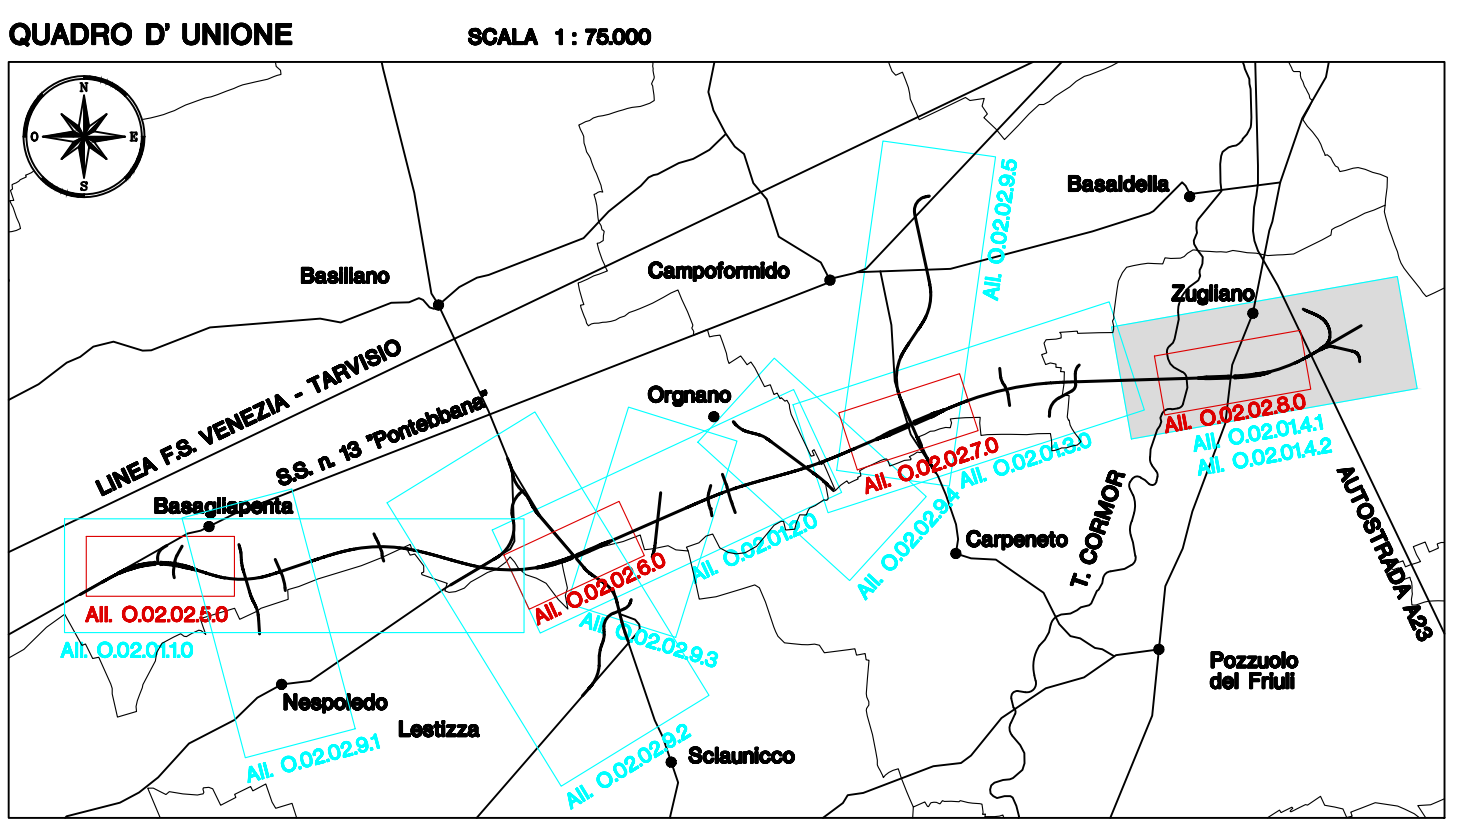 QUADRO D' UNIONE
SCALA 1 : 75.000
N
O
E
S
Basaldella
All. O.02.02.9.5
Basiliano
Campoformido
Zugliano
LINEA F.S. VENEZIA - TARVISIO
S.S. n. 13 "Pontebbana"
Orgnano
All. O.02.02.8.0
All. O.02.01.4.1
All. O.02.01.4.2
All. O.02.02.7.0
All. O.02.01.3.0
Basagliapenta
All. O.02.01.2.0
All. O.02.02.9.4
Carpeneto
T. CORMOR
AUTOSTRADA A23
All. O.02.02.6.0
All. O.02.02.5.0
All. O.02.01.1.0
All. O.02.02.9.3
Pozzuolo
del Friuli
Nespoledo
Lestizza
All. O.02.02.9.1
All. O.02.02.9.2
Sclaunicco